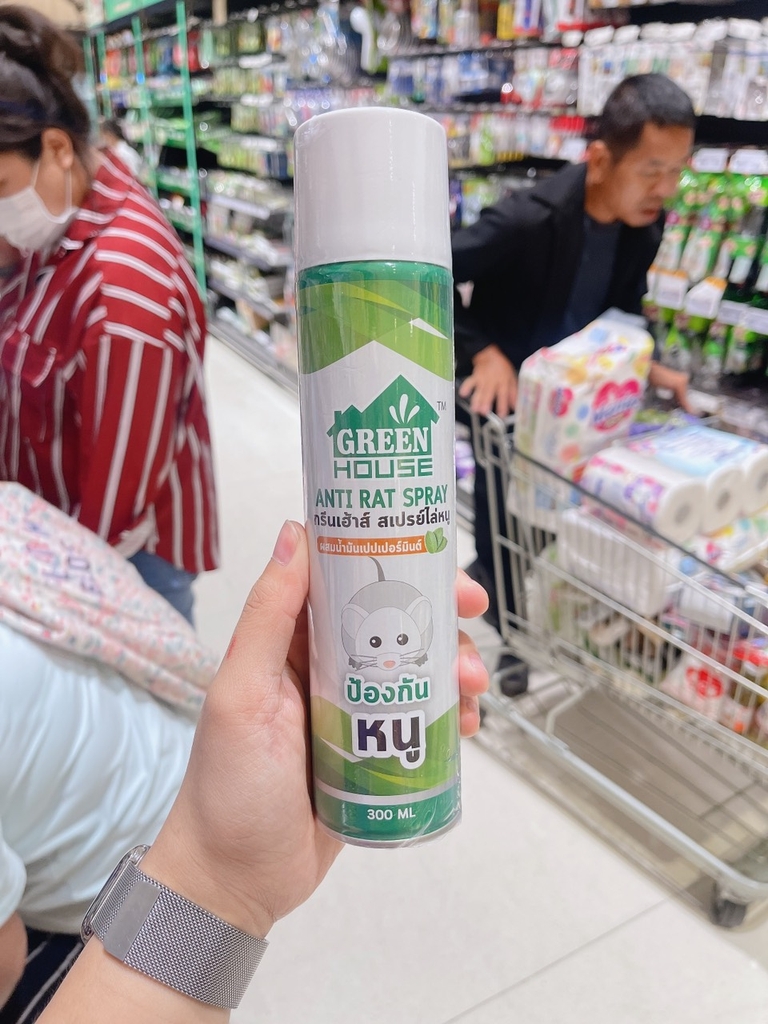 GREEN
HOUSE
TM
ANTI RAT SPRAY
กรีนเฮ้าส์ สเปรย์ไล่หนู
ผสมน้ำมันเปปเปอร์มินต์
ป้องกัน
หนู
300 ML